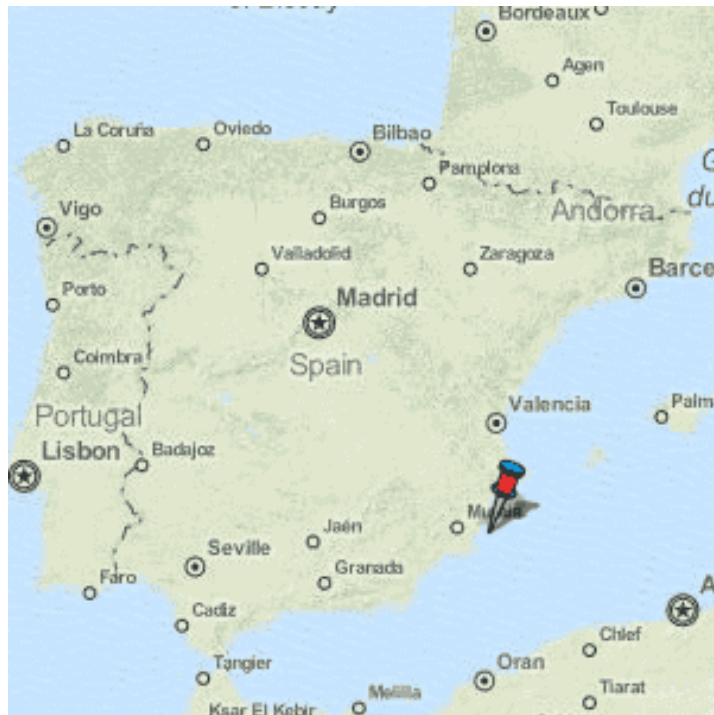 Bordeaux
Agen
Toulouse
La Coruña
Oviedo
Bilbao
Pamplona
Vigo
Burgos
Andorra
du
Valladolid
Zaragoza
Barce
Porto
Madrid
Coimbra
Spain
Portugal
Valencia
Palm
Lisbon
Badajoz
Jaén
Seville
Granada
Faro
Cadiz
A
Chlef
Tangier
Oran
Tiarat
Melilla
Ksar El Kebir